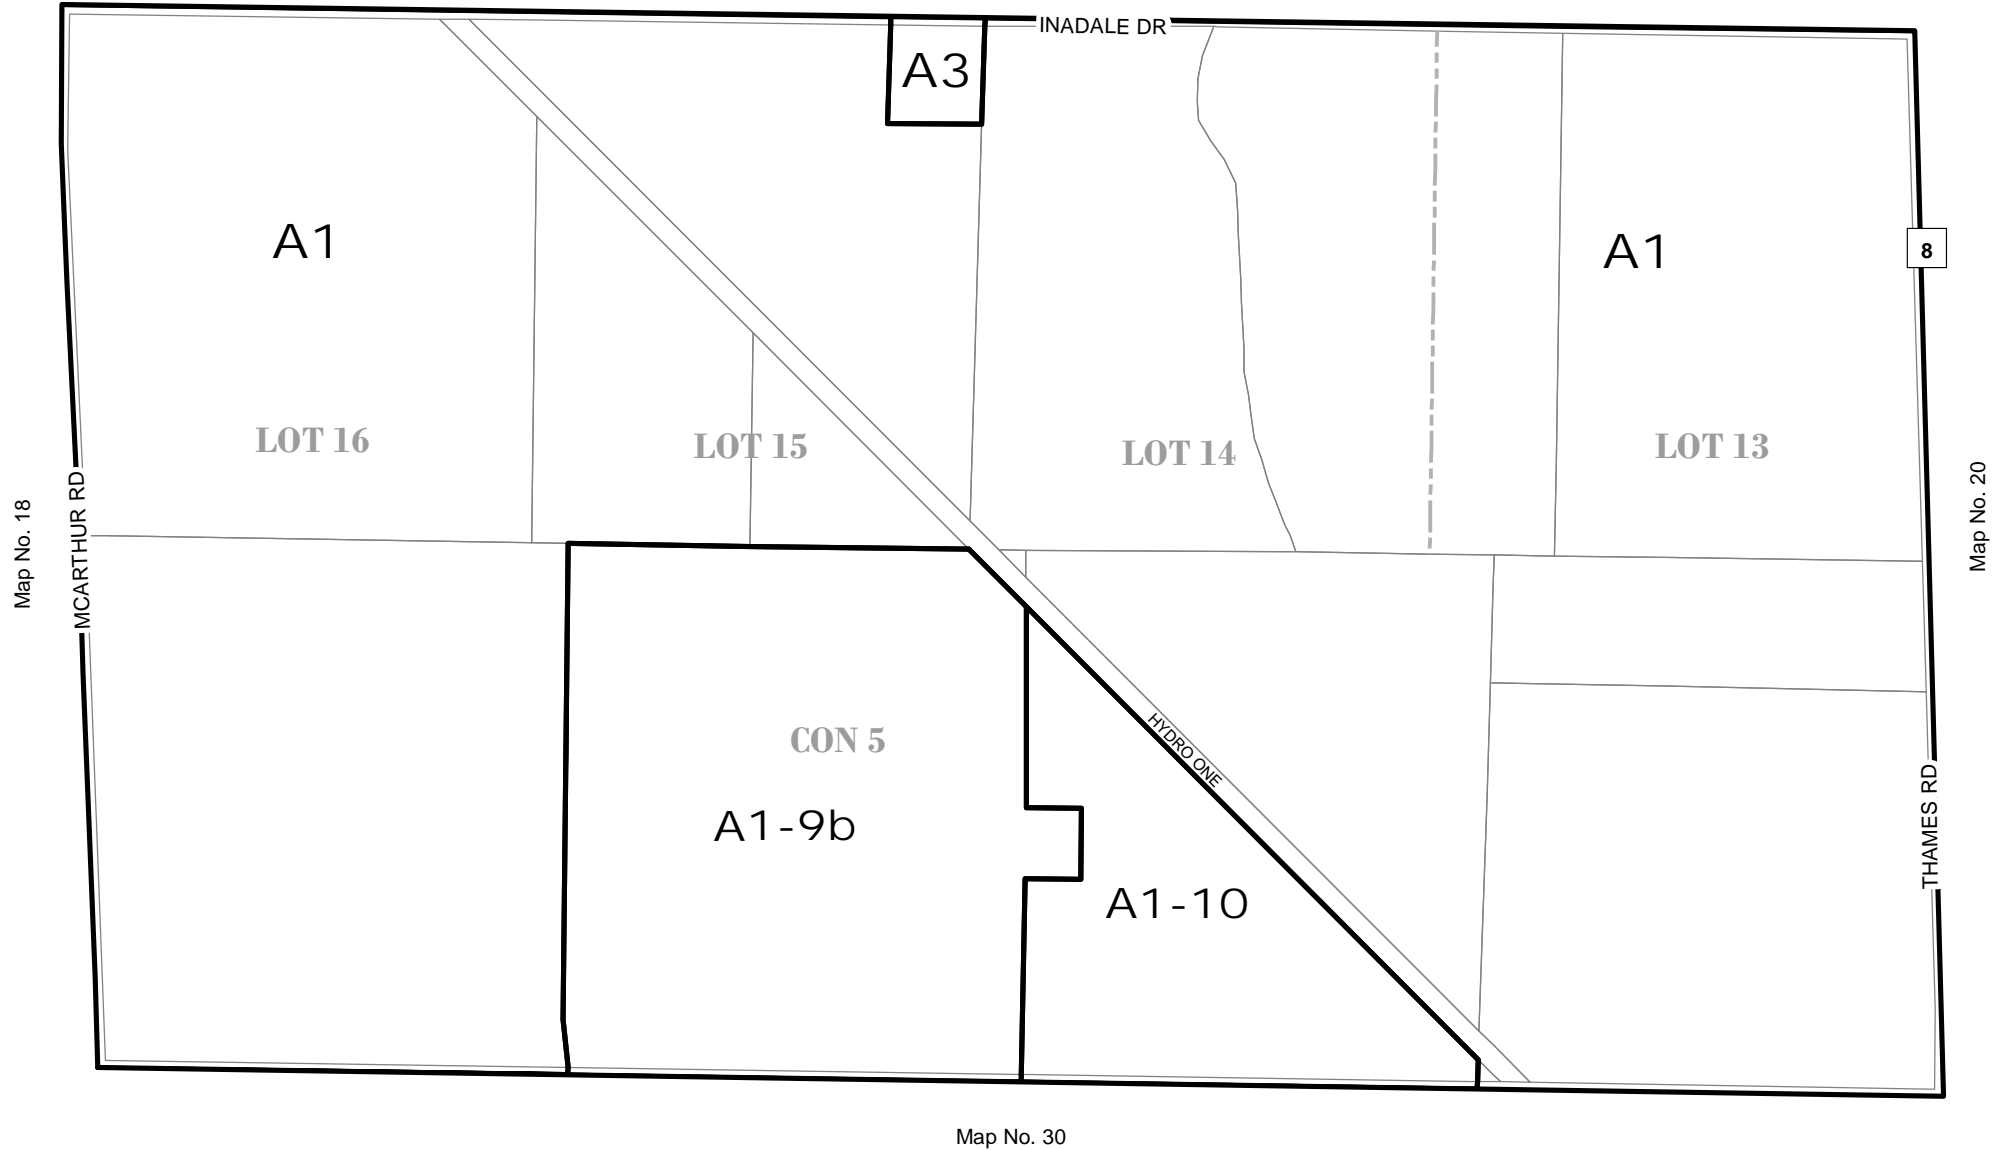 INADALE DR
A3
A1
A1
8
LOT 16
LOT 15
LOT 14
LOT 13
Map No. 18
MCARTHUR RD
Map No. 20
CON 5
HYDRO ONE
A1-9b
THAMES RD
A1-10
Map No. 30